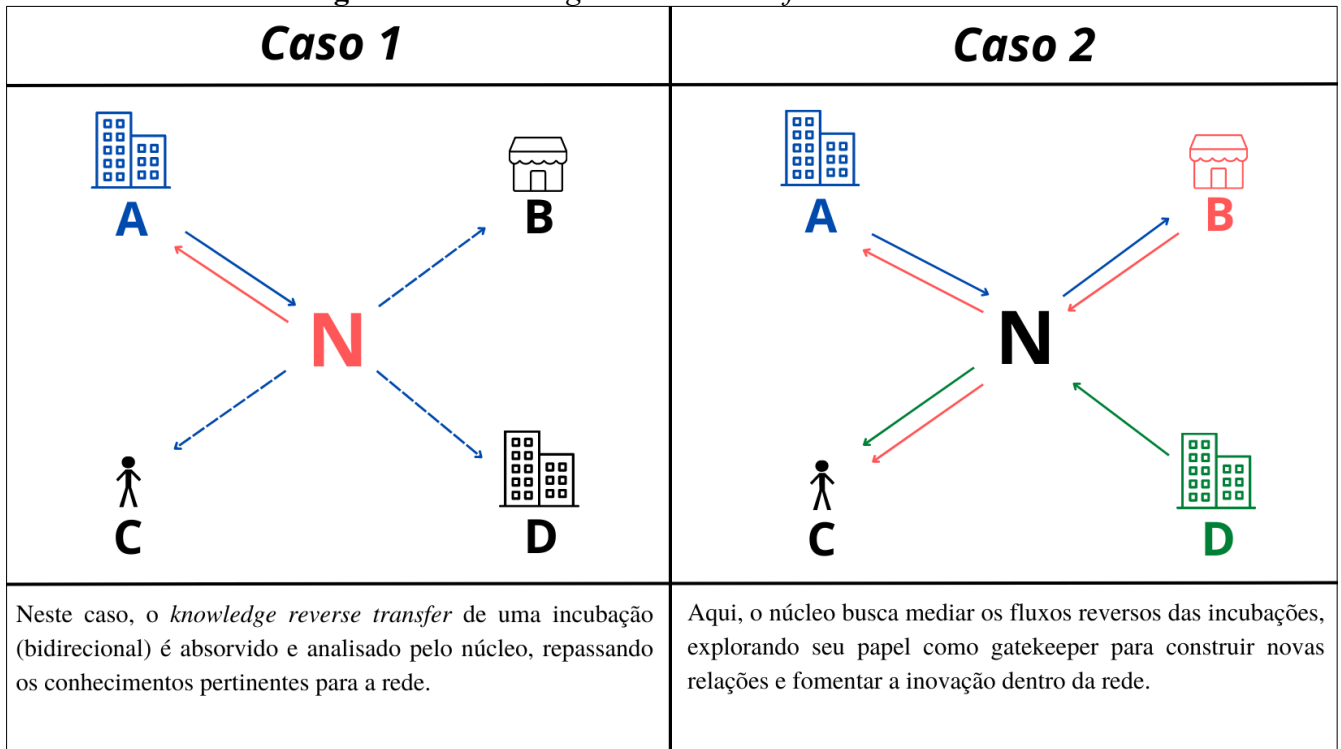 Caso 1
Caso 2
A
B
N
C
D
A
B
N
C
D
Neste caso, o knowledge reverse transfer de uma incubação
(bidirecional) é absorvido e analisado pelo núcleo, repassando
os conhecimentos pertinentes para a rede.
Aqui, o núcleo busca mediar os fluxos reversos das incubações,
explorando seu papel como gatekeeper para construir novas
relações e fomentar a inovação dentro da rede.